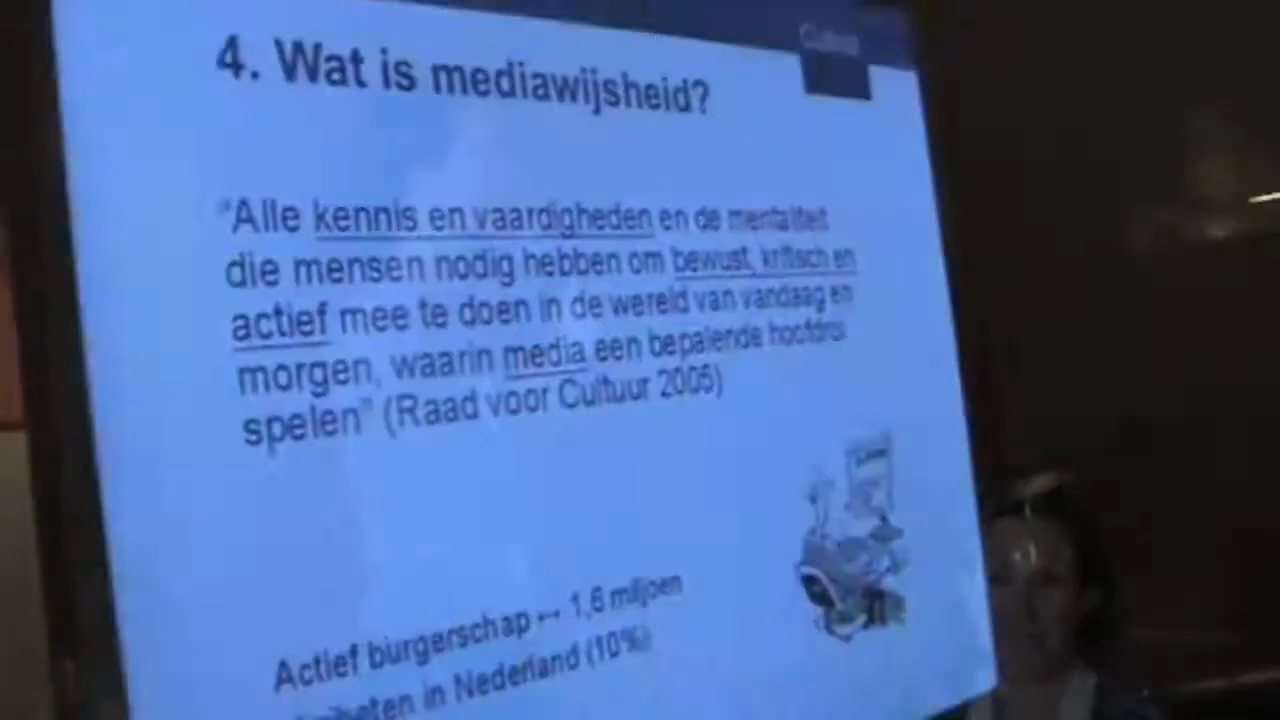 4. Wat is mediawijsheid?
"Alle kennis en vaardigheden en de mentaliteit
die mensen nodig hebben om bewust, kritisch en
actief mee te doen in de wereld van vandaag en
morgen, waarin media een bepalende hoofdrol
spelen" (Raad voor Cultuur 2005)
Actief burgerschap ↔ 1,6 miljoen
in Nederland (10%)